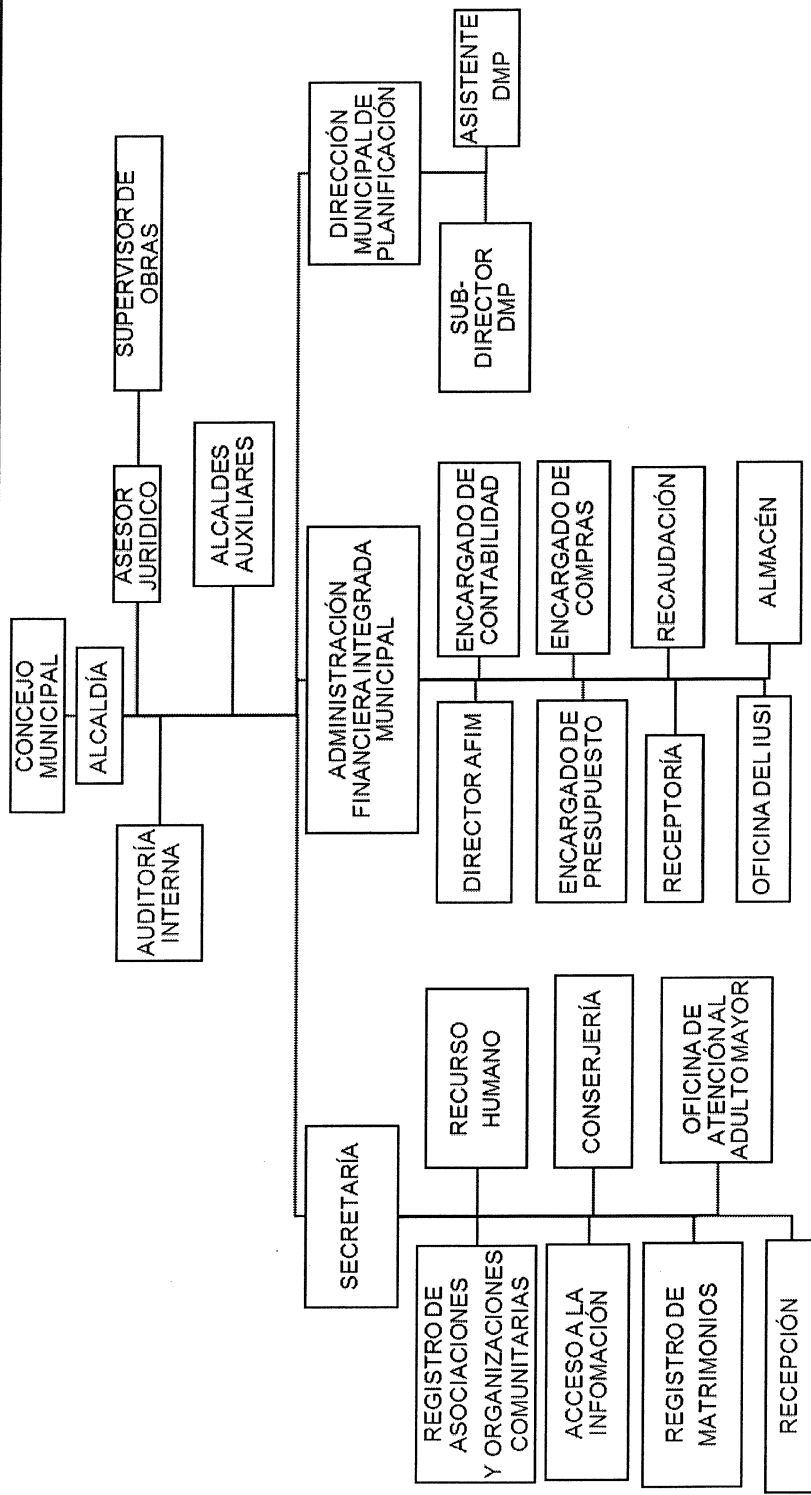 CONCEJO
MUNICIPAL
ALCALDÍA
AUDITORÍA
INTERNA
ASESOR
JURIDICO
SUPERVISOR DE
OBRAS
ALCALDES
AUXILIARES
SECRETARÍA
REGISTRO DE
ASOCIACIONES
Y ORGANIZACIONES
COMUNITARIAS
RECURSO
HUMANO
ACCESO A LA
INFOMACIÓN
CONSERJERÍA
REGISTRO DE
MATRIMONIOS
OFICINA DE
ATENCIÓN AL
ADULTO MAYOR
RECEPCIÓN
ADMINISTRACIÓN
FINANCIERA INTEGRADA
MUNICIPAL
DIRECTOR AFIM
ENCARGADO DE
CONTABILIDAD
ENCARGADO DE
PRESUPUESTO
ENCARGADO DE
COMPRAS
RECEPTORÍA
RECAUDACIÓN
OFICINA DEL IUSI
ALMACÉN
DIRECCIÓN
MUNICIPAL DE
PLANIFICACIÓN
SUB-
DIRECTOR
DMP
ASISTENTE
DMP